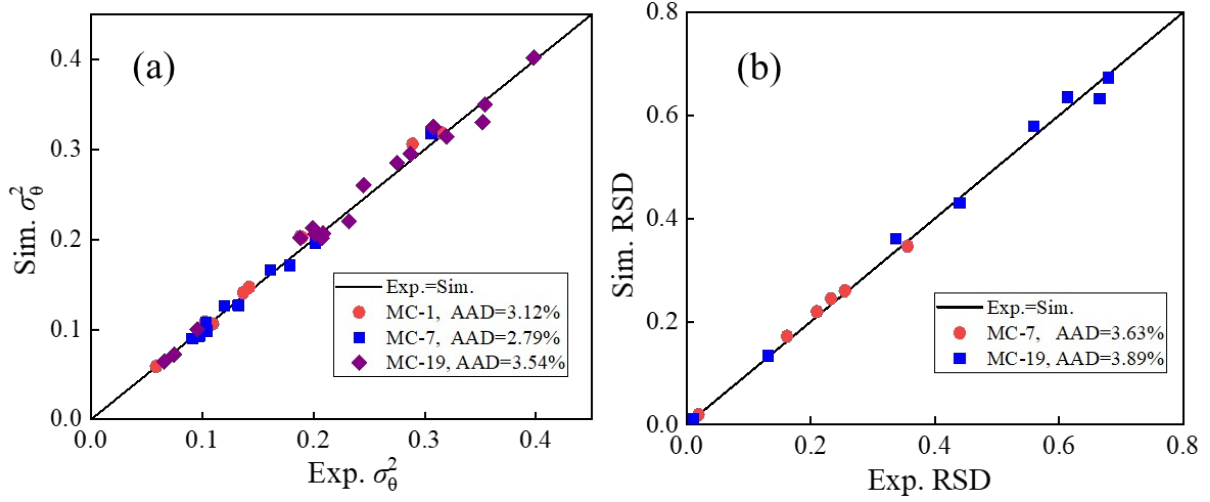 (a)
Sim. σ²θ
0.4
0.3
0.2
0.1
0.0
Exp.=Sim.
MC-1, AAD=3.12%
MC-7, AAD=2.79%
MC-19, AAD=3.54%
0.0 0.1 0.2 0.3 0.4
Exp. σ²θ
(b)
Sim. RSD
0.8
0.6
0.4
0.2
0.0
Exp.=Sim.
MC-7, AAD=3.63%
MC-19, AAD=3.89%
0.0 0.2 0.4 0.6 0.8
Exp. RSD